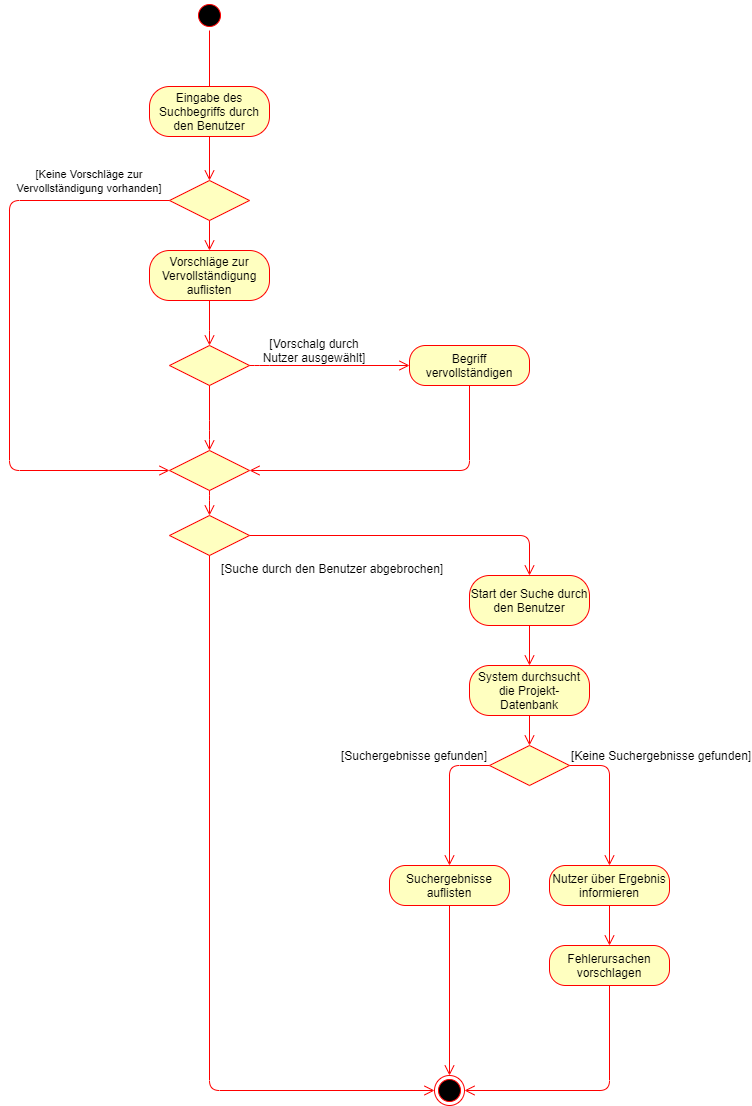 Eingabe des
Suchbegriffs durch
den Benutzer
[Keine Vorschläge zur
Vervollständigung vorhanden]
Vorschläge zur
Vervollständigung
auflisten
[Vorschalg durch
Nutzer ausgewählt]
Begriff
vervollständigen
[Suche durch den Benutzer abgebrochen]
Start der Suche durch
den Benutzer
System durchsucht
die Projekt-
Datenbank
[Suchergebnisse gefunden]
[Keine Suchergebnisse gefunden]
Suchergebnisse
auflisten
Nutzer über Ergebnis
informieren
Fehlerursachen
vorschlagen